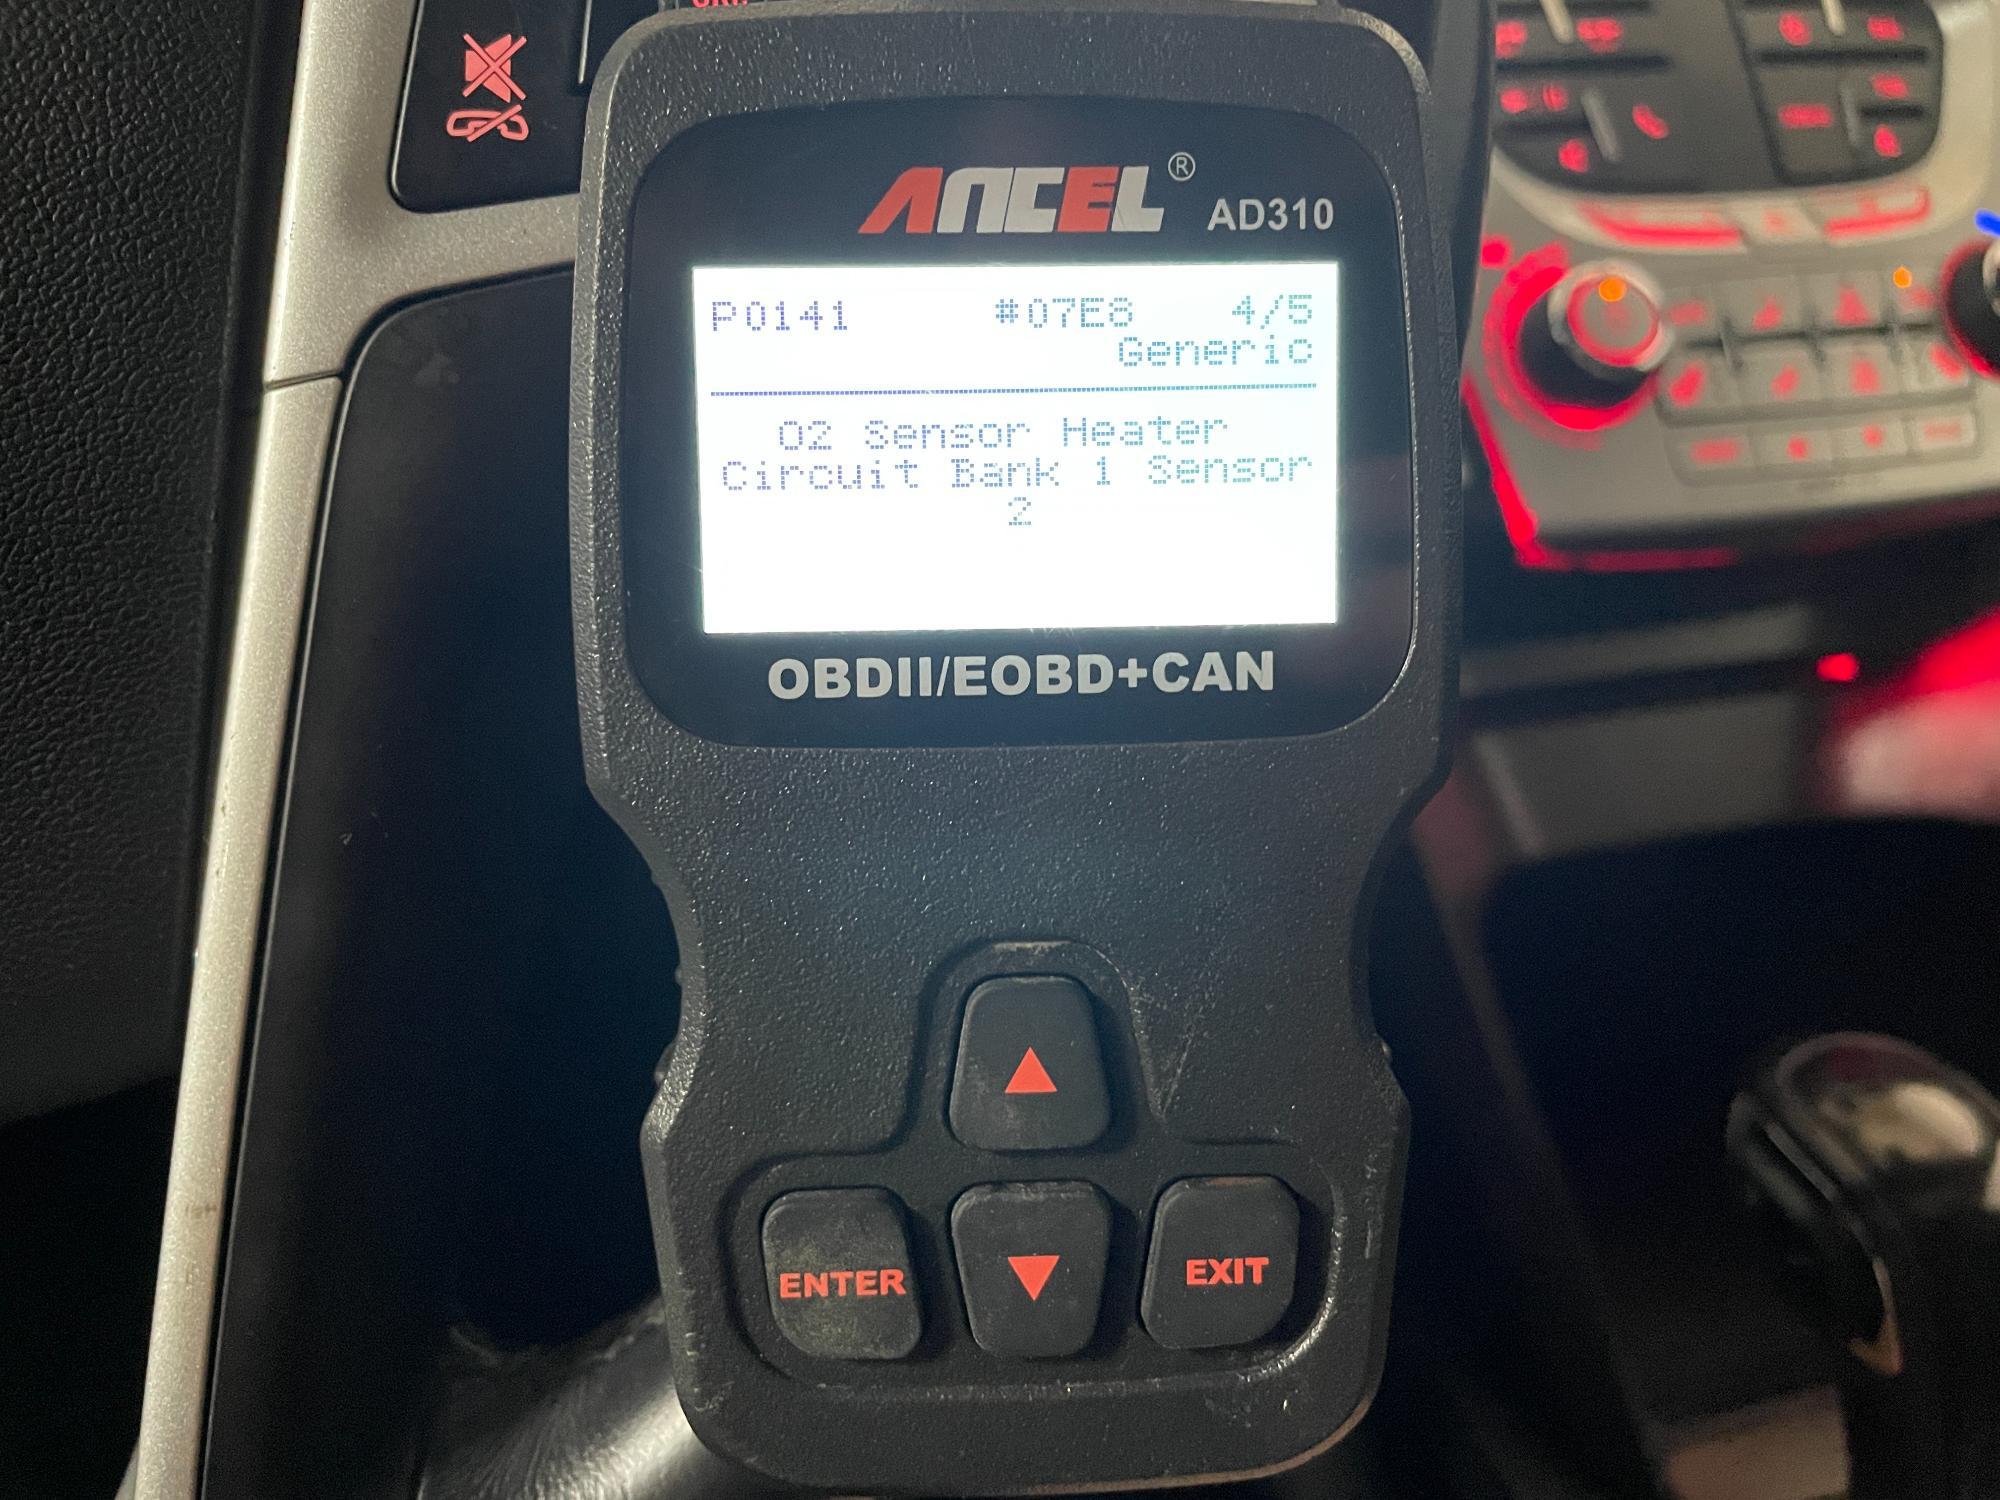 ANCEL® AD310
P0141 #07E8 4/5
Generic
O2 Sensor Heater
Circuit Bank 1 Sensor
2
OBDII/EOBD+CAN
ENTER
EXIT